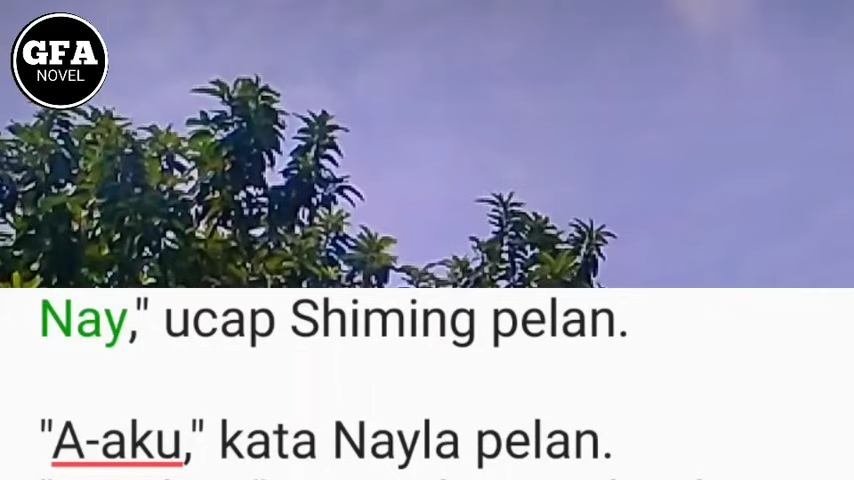 GFA
NOVEL
Nay," ucap Shiming pelan.
"A-aku," kata Nayla pelan.